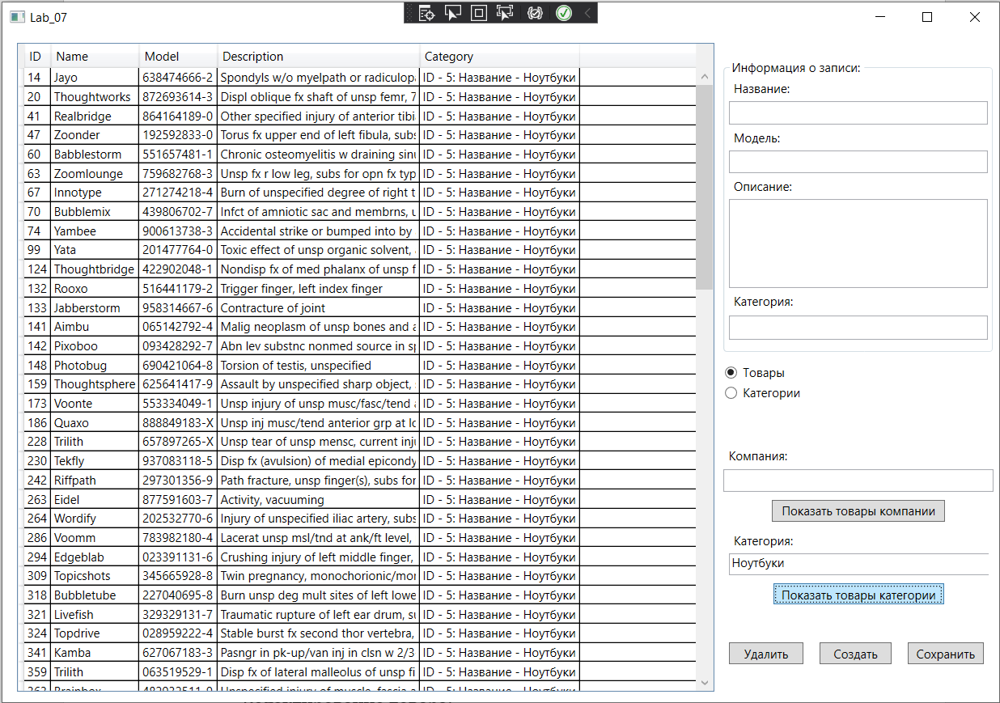 Lab_07
ID Name Model Description Category
14 Jayo 638474666-2 Spondyls w/o myelpath or radiculopa ID - 5: Название - Ноутбуки
20 Thoughtworks 872693614-3 Displ oblique fx shaft of unsp femr, 7 ID - 5: Название - Ноутбуки
41 Realbridge 864164189-0 Other specified injury of anterior tibi ID - 5: Название - Ноутбуки
47 Zoonder 192592833-0 Torus fx upper end of left fibula, subs ID - 5: Название - Ноутбуки
60 Babblestorm 551657481-1 Chronic osteomyelitis w draining sinu ID - 5: Название - Ноутбуки
63 Zoomlounge 759682768-3 Unsp fx r low leg, subs for opn fx typ ID - 5: Название - Ноутбуки
67 Innotype 271274218-4 Burn of unspecified degree of right t ID - 5: Название - Ноутбуки
70 Bubblemix 439806702-7 Infct of amniotic sac and membrns, u ID - 5: Название - Ноутбуки
74 Yambee 900613738-3 Accidental strike or bumped into by ID - 5: Название - Ноутбуки
99 Yata 201477764-0 Toxic effect of unsp organic solvent, ID - 5: Название - Ноутбуки
124 Thoughtbridge 422902048-1 Nondisp fx of med phalanx of unsp f ID - 5: Название - Ноутбуки
132 Rooxo 516441179-2 Trigger finger, left index finger ID - 5: Название - Ноутбуки
133 Jabberstorm 958314667-6 Contracture of joint ID - 5: Название - Ноутбуки
141 Aimbu 065142792-4 Malig neoplasm of unsp bones and a ID - 5: Название - Ноутбуки
142 Pixoboo 093428292-7 Abn lev substnc nonmed source in sp ID - 5: Название - Ноутбуки
148 Photobug 690421064-8 Torsion of testis, unspecified ID - 5: Название - Ноутбуки
159 Thoughtsphere 625641417-9 Assault by unspecified sharp object, ID - 5: Название - Ноутбуки
173 Voonte 553334049-1 Unsp injury of unsp musc/fasc/tend a ID - 5: Название - Ноутбуки
186 Quaxo 888849183-X Unsp inj musc/tend anterior grp at lo ID - 5: Название - Ноутбуки
228 Trilith 657897265-X Unsp tear of unsp mensc, current inju ID - 5: Название - Ноутбуки
230 Tekfly 937083118-5 Disp fx (avulsion) of medial epicondy ID - 5: Название - Ноутбуки
242 Riffpath 297301356-9 Path fracture, unsp finger(s), subs for ID - 5: Название - Ноутбуки
263 Eidel 877591603-7 Activity, vacuuming ID - 5: Название - Ноутбуки
264 Wordify 202532770-6 Injury of unspecified iliac artery, subs ID - 5: Название - Ноутбуки
286 Voomm 783982180-4 Lacerat unsp msl/tnd at ank/ft level, ID - 5: Название - Ноутбуки
294 Edgeblab 023391131-6 Crushing injury of left middle finger, ID - 5: Название - Ноутбуки
309 Topicshots 345665928-8 Twin pregnancy, monochorionic/mon ID - 5: Название - Ноутбуки
318 Bubbletube 227040695-8 Burn unsp deg mult sites of left lowe ID - 5: Название - Ноутбуки
321 Livefish 329329131-7 Traumatic rupture of left ear drum, su ID - 5: Название - Ноутбуки
324 Topdrive 028959222-4 Stable burst fx second thor vertebra, ID - 5: Название - Ноутбуки
341 Kamba 627067183-3 Pasngr in pk-up/van inj in clsn w 2/3 ID - 5: Название - Ноутбуки
359 Trilith 063519529-1 Disp fx of lateral malleolus of unsp fi ID - 5: Название - Ноутбуки
Информация о записи:
Название:
Модель:
Описание:
Категория:
Товары
Категории
Компания:
Показать товары компании
Категория:
Ноутбуки
Показать товары категории
Удалить Создать Сохранить